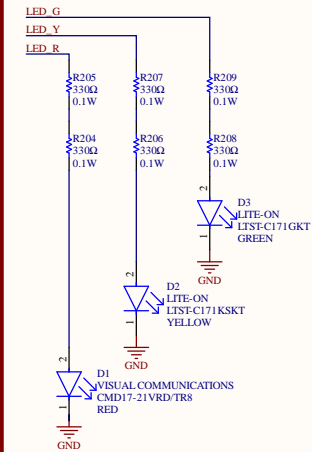 LED_G
LED_Y
LED_R
R205
330Ω
0.1W
R207
330Ω
0.1W
R209
330Ω
0.1W
R204
330Ω
0.1W
R206
330Ω
0.1W
R208
330Ω
0.1W
2
D3
LITE-ON
LTST-C171GKT
GREEN
1
GND
2
D2
LITE-ON
LTST-C171KSKT
YELLOW
1
GND
2
D1
VISUAL COMMUNICATIONS
CMD17-21VRD/TR8
RED
1
GND